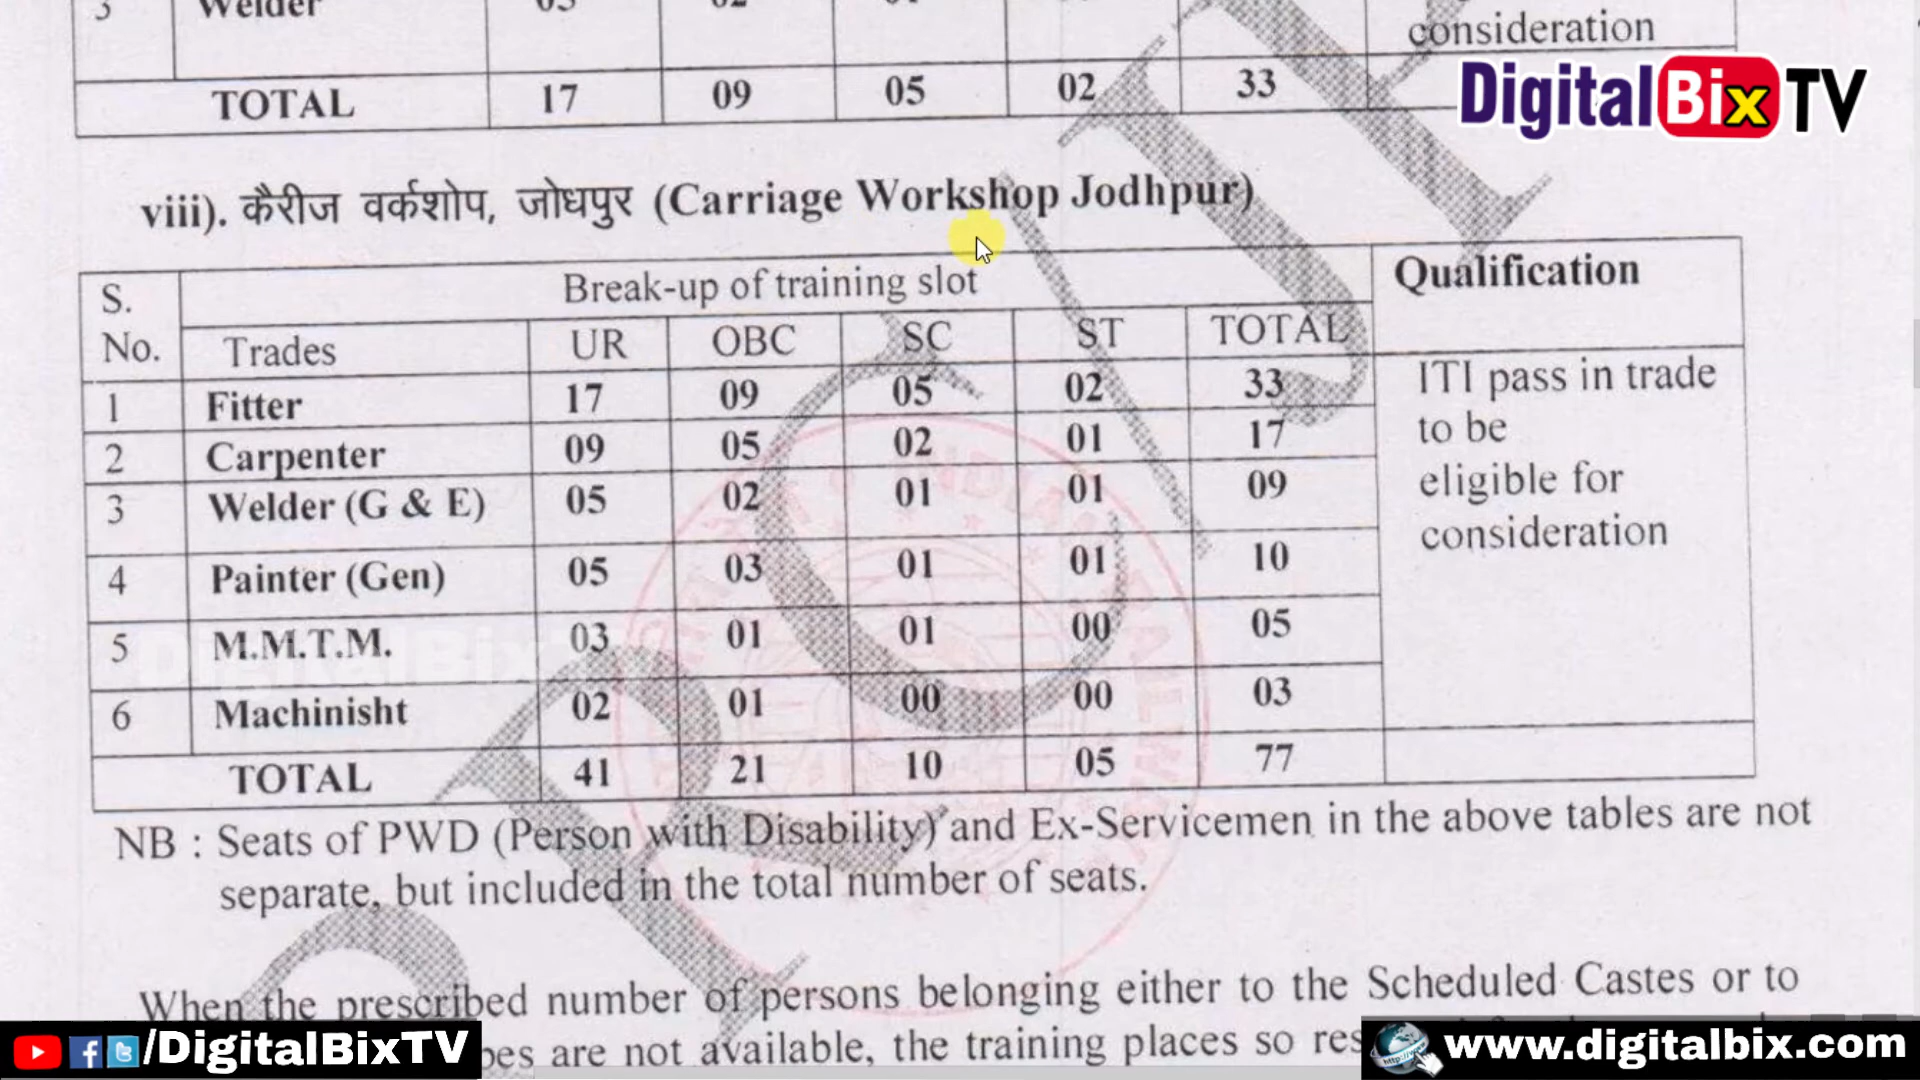 3 Welder 05 02 01
consideration
TOTAL 17 09 05 02 33
DigitalBixTV
viii). कैरीज वर्कशोप, जोधपुर (Carriage Workshop Jodhpur)
S. No. Break-up of training slot Qualification
Trades UR OBC SC ST TOTAL
1 Fitter 17 09 05 02 33 ITI pass in trade
2 Carpenter 09 05 02 01 17 to be
3 Welder (G & E) 05 02 01 01 09 eligible for
consideration
4 Painter (Gen) 05 03 01 01 10
5 M.M.T.M. 03 01 01 00 05
6 Machinisht 02 01 00 00 03
TOTAL 41 21 10 05 77
NB : Seats of PWD (Person with Disability) and Ex-Servicemen in the above tables are not
separate, but included in the total number of seats.
When the prescribed number of persons belonging either to the Scheduled Castes or to
are not available, the training places so
/DigitalBixTV
www.digitalbix.com